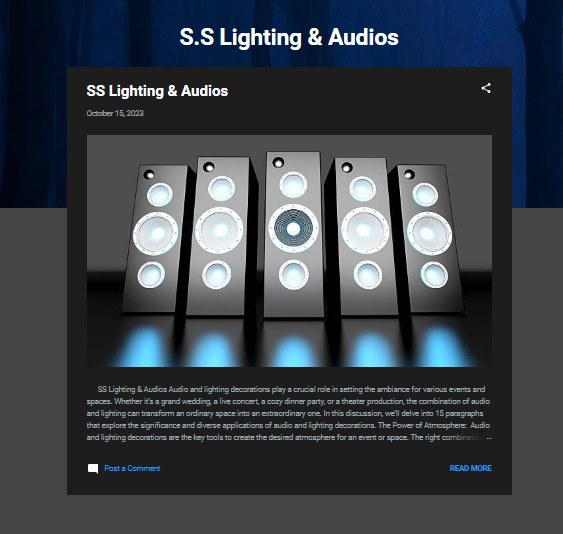 S.S Lighting & Audios
SS Lighting & Audios
October 15, 2023
SS Lighting & Audios Audio and lighting decorations play a crucial role in setting the ambiance for various events and
spaces. Whether it's a grand wedding, a live concert, a cozy dinner party, or a theater production, the combination of audio
and lighting can transform an ordinary space into an extraordinary one. In this discussion, we'll delve into 15 paragraphs
that explore the significance and diverse applications of audio and lighting decorations. The Power of Atmosphere: Audio
and lighting decorations are the key tools to create the desired atmosphere for an event or space. The right combination ...
Post a Comment
READ MORE